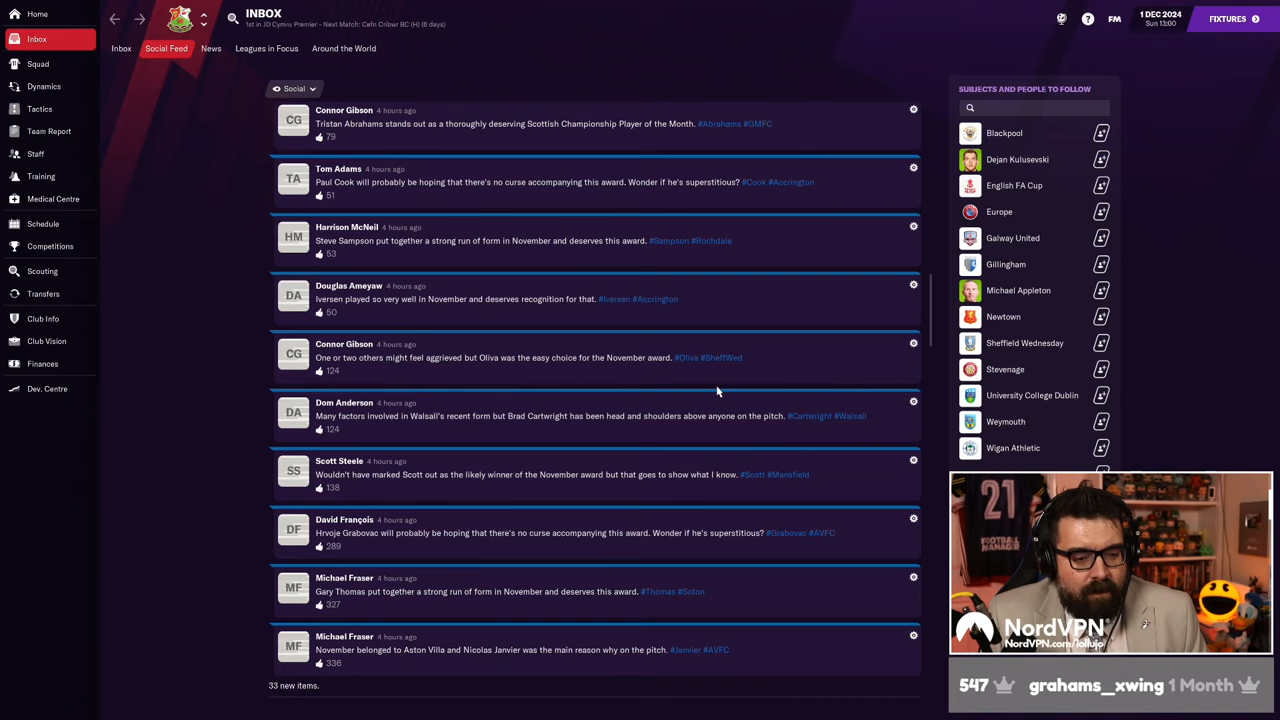 Home
Inbox
Squad
Dynamics
Tactics
Team Report
Staff
Training
Medical Centre
Schedule
Competitions
Scouting
Transfers
Club Info
Club Vision
Finances
Dev. Centre
INBOX
1st in JD Cymru Premier - Next Match: Cefn Cribwr BC (H) (6 days)
FM
1 DEC 2024
Sun 13:00
FIXTURES
Inbox
Social Feed
News
Leagues in Focus
Around the World
Social
CG
Connor Gibson 4 hours ago
Tristan Abrahams stands out as a thoroughly deserving Scottish Championship Player of the Month. #Abrahams #GMFC
79
TA
Tom Adams 4 hours ago
Paul Cook will probably be hoping that there's no curse accompanying this award. Wonder if he's superstitious? #Cook #Accrington
51
HM
Harrison McNeil 4 hours ago
Steve Sampson put together a strong run of form in November and deserves this award. #Sampson #Rochdale
53
DA
Douglas Ameyaw 4 hours ago
Iversen played so very well in November and deserves recognition for that. #Iversen #Accrington
50
CG
Connor Gibson 4 hours ago
One or two others might feel aggrieved but Oliva was the easy choice for the November award. #Oliva #SheffWed
124
DA
Dom Anderson 4 hours ago
Many factors involved in Walsall's recent form but Brad Cartwright has been head and shoulders above anyone on the pitch. #Cartwright #Walsall
124
SS
Scott Steele 4 hours ago
Wouldn't have marked Scott out as the likely winner of the November award but that goes to show what I know. #Scott #Mansfield
138
DF
David François 4 hours ago
Hrvoje Grabovac will probably be hoping that there's no curse accompanying this award. Wonder if he's superstitious? #Grabovac #AVFC
289
MF
Michael Fraser 4 hours ago
Gary Thomas put together a strong run of form in November and deserves this award. #Thomas #Soton
327
MF
Michael Fraser 4 hours ago
November belonged to Aston Villa and Nicolas Janvier was the main reason why on the pitch. #Janvier #AVFC
336
33 new items.
SUBJECTS AND PEOPLE TO FOLLOW
Blackpool
Dejan Kulusevski
English FA Cup
Europe
Galway United
Gillingham
Michael Appleton
Newtown
Sheffield Wednesday
Stevenage
University College Dublin
Weymouth
Wigan Athletic
21
FOOTBALL
MANAGER
NordVPN®
NordVPN.com/lollujo
547
grahams_xwing 1 Month